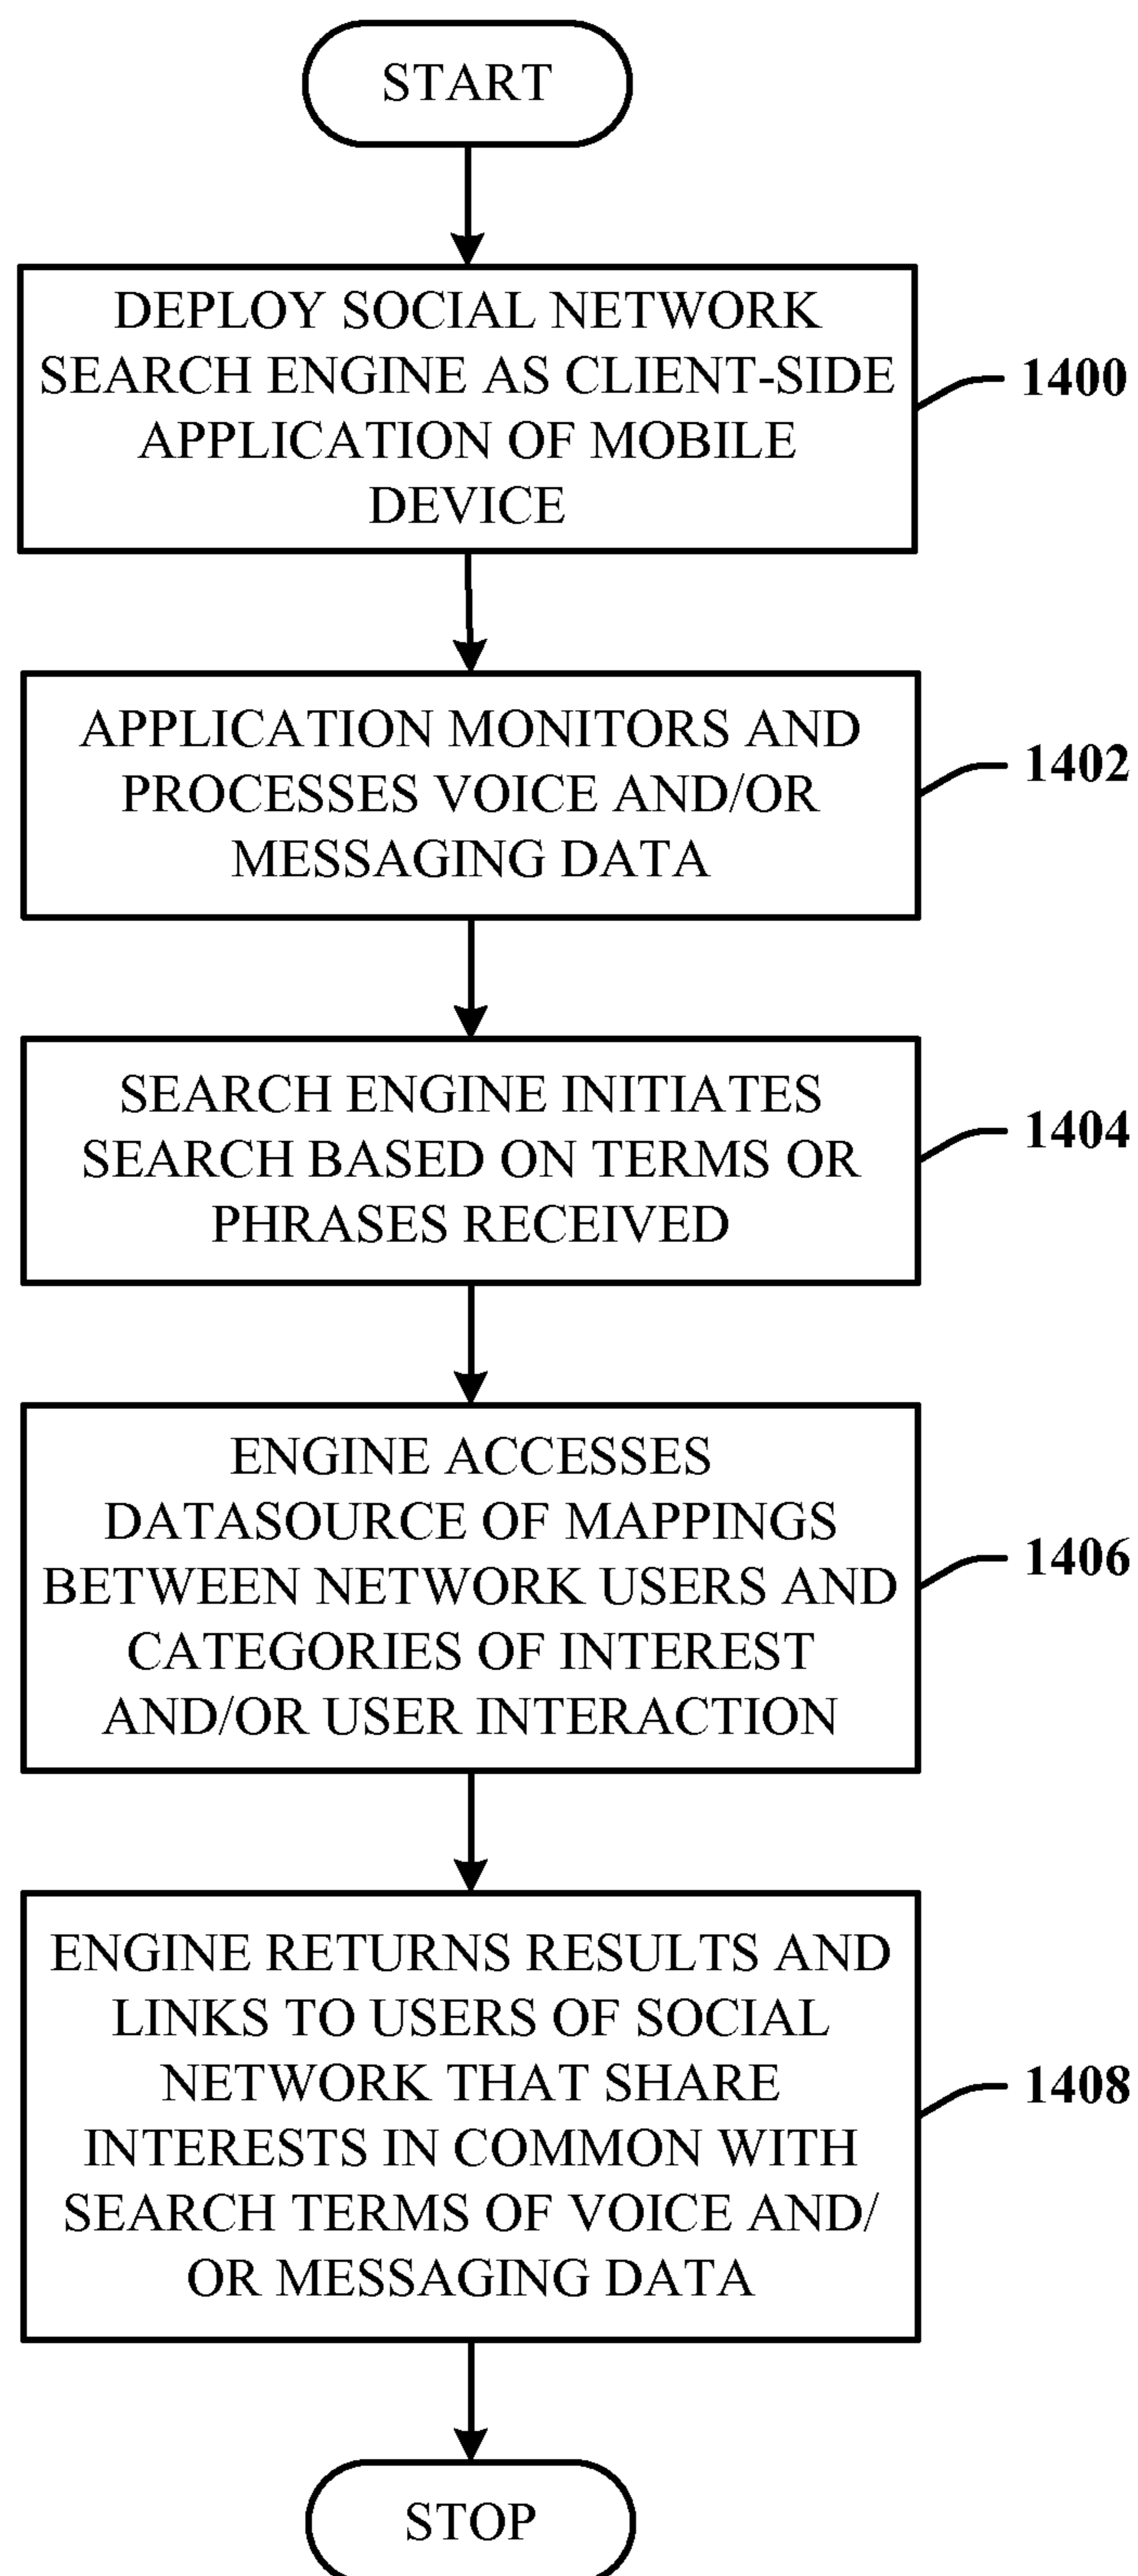 START
DEPLOY SOCIAL NETWORK
SEARCH ENGINE AS CLIENT-SIDE
APPLICATION OF MOBILE
DEVICE
1400
APPLICATION MONITORS AND
PROCESSES VOICE AND/OR
MESSAGING DATA
1402
SEARCH ENGINE INITIATES
SEARCH BASED ON TERMS OR
PHRASES RECEIVED
1404
ENGINE ACCESSES
DATASOURCE OF MAPPINGS
BETWEEN NETWORK USERS AND
CATEGORIES OF INTEREST
AND/OR USER INTERACTION
1406
ENGINE RETURNS RESULTS AND
LINKS TO USERS OF SOCIAL
NETWORK THAT SHARE
INTERESTS IN COMMON WITH
SEARCH TERMS OF VOICE AND/
OR MESSAGING DATA
1408
STOP